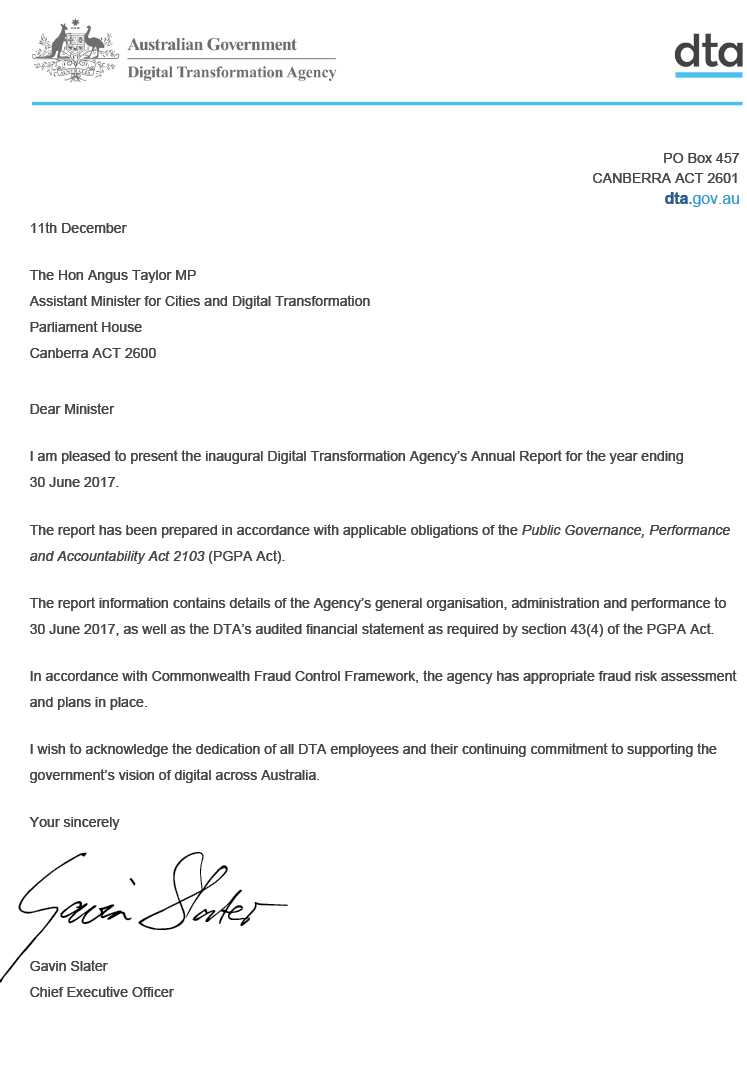 Australian Government
Digital Transformation Agency
dta
PO Box 457
CANBERRA ACT 2601
dta.gov.au
11th December
The Hon Angus Taylor MP
Assistant Minister for Cities and Digital Transformation
Parliament House
Canberra ACT 2600
Dear Minister
I am pleased to present the inaugural Digital Transformation Agency’s Annual Report for the year ending
30 June 2017.
The report has been prepared in accordance with applicable obligations of the Public Governance, Performance
and Accountability Act 2103 (PGPA Act).
The report information contains details of the Agency’s general organisation, administration and performance to
30 June 2017, as well as the DTA’s audited financial statement as required by section 43(4) of the PGPA Act.
In accordance with Commonwealth Fraud Control Framework, the agency has appropriate fraud risk assessment
and plans in place.
I wish to acknowledge the dedication of all DTA employees and their continuing commitment to supporting the
government’s vision of digital across Australia.
Your sincerely
Gavin Slater
Gavin Slater
Chief Executive Officer